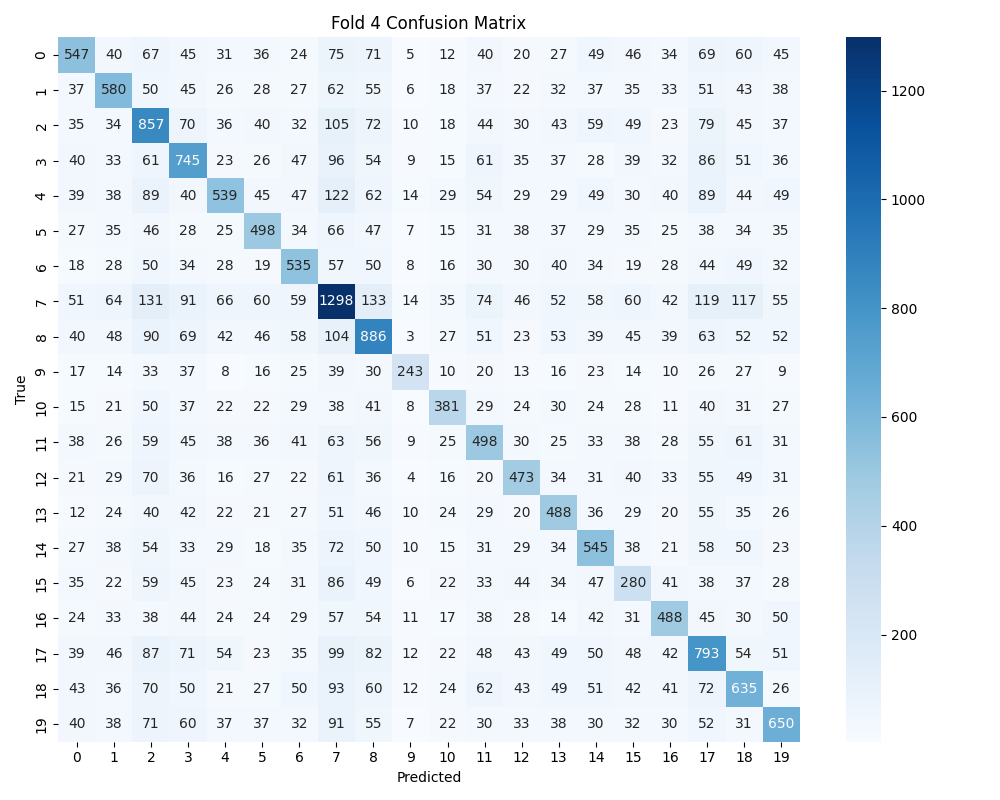 Fold 4 Confusion Matrix
0 547 40 67 45 31 36 24 75 71 5 12 40 20 27 49 46 34 69 60 45
1 37 580 50 45 26 28 27 62 55 6 18 37 22 32 37 35 33 51 43 38
2 35 34 857 70 36 40 32 105 72 10 18 44 30 43 59 49 23 79 45 37
3 40 33 61 745 23 26 47 96 54 9 15 61 35 37 28 39 32 86 51 36
4 39 38 89 40 539 45 47 122 62 14 29 54 29 29 49 30 40 89 44 49
5 27 35 46 28 25 498 34 66 47 7 15 31 38 37 29 35 25 38 34 35
6 18 28 50 34 28 19 535 57 50 8 16 30 30 40 34 19 28 44 49 32
7 51 64 131 91 66 60 59 1298 133 14 35 74 46 52 58 60 42 119 117 55
8 40 48 90 69 42 46 58 104 886 3 27 51 23 53 39 45 39 63 52 52
9 17 14 33 37 8 16 25 39 30 243 10 20 13 16 23 14 10 26 27 9
10 15 21 50 37 22 22 29 38 41 8 381 29 24 30 24 28 11 40 31 27
11 38 26 59 45 38 36 41 63 56 9 25 498 30 25 33 38 28 55 61 31
12 21 29 70 36 16 27 22 61 36 4 16 20 473 34 31 40 33 55 49 31
13 12 24 40 42 22 21 27 51 46 10 24 29 20 488 36 29 20 55 35 26
14 27 38 54 33 29 18 35 72 50 10 15 31 29 34 545 38 21 58 50 23
15 35 22 59 45 23 24 31 86 49 6 22 33 44 34 47 280 41 38 37 28
16 24 33 38 44 24 24 29 57 54 11 17 38 28 14 42 31 488 45 30 50
17 39 46 87 71 54 23 35 99 82 12 22 48 43 49 50 48 42 793 54 51
18 43 36 70 50 21 27 50 93 60 12 24 62 43 49 51 42 41 72 635 26
19 40 38 71 60 37 37 32 91 55 7 22 30 33 38 30 32 30 52 31 650
0 1 2 3 4 5 6 7 8 9 10 11 12 13 14 15 16 17 18 19
Predicted
True
1200
1000
800
600
400
200